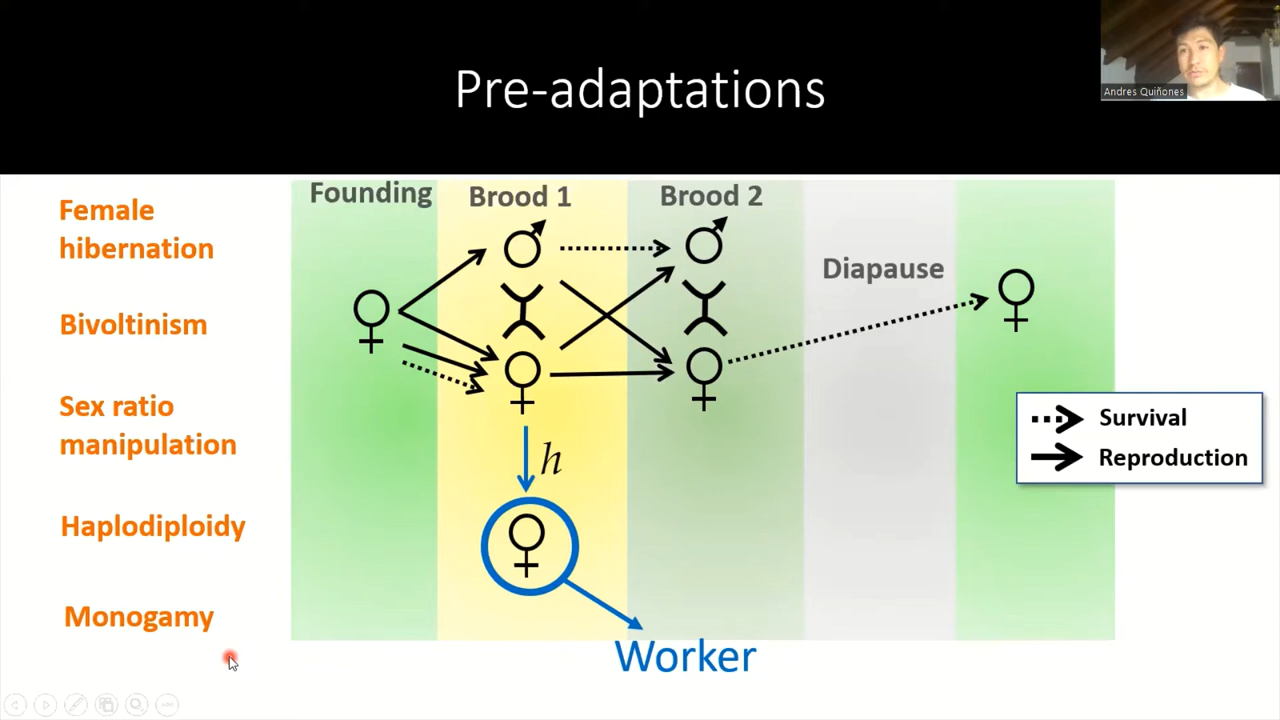 Pre-adaptations
Andres Quiñones
Female
hibernation
Bivoltinism
Sex ratio
manipulation
Haplodiploidy
Monogamy
Founding
Brood 1
Brood 2
Diapause
h
Worker
Survival
Reproduction